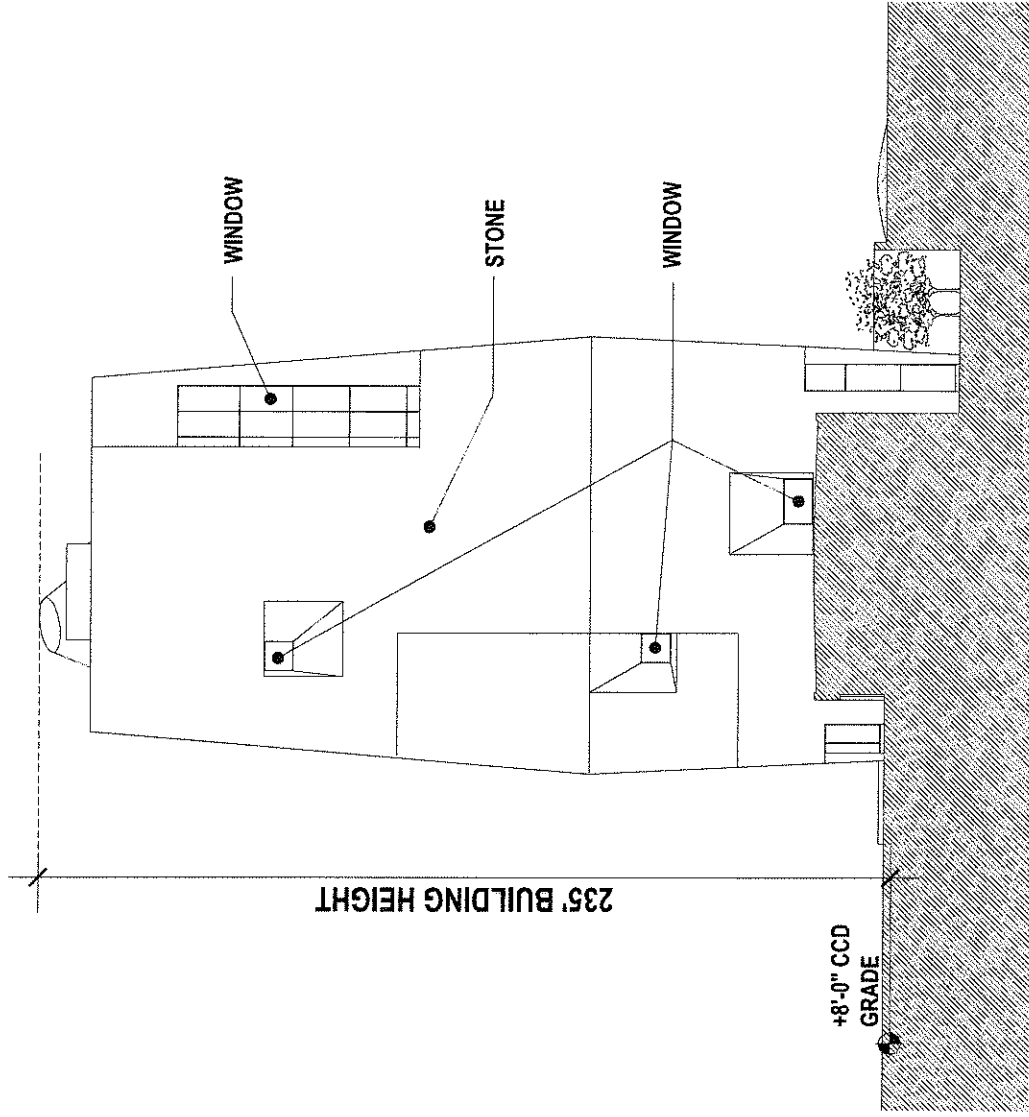 WINDOW
STONE
WINDOW
235' BUILDING HEIGHT
+8'-0" CCD
GRADE